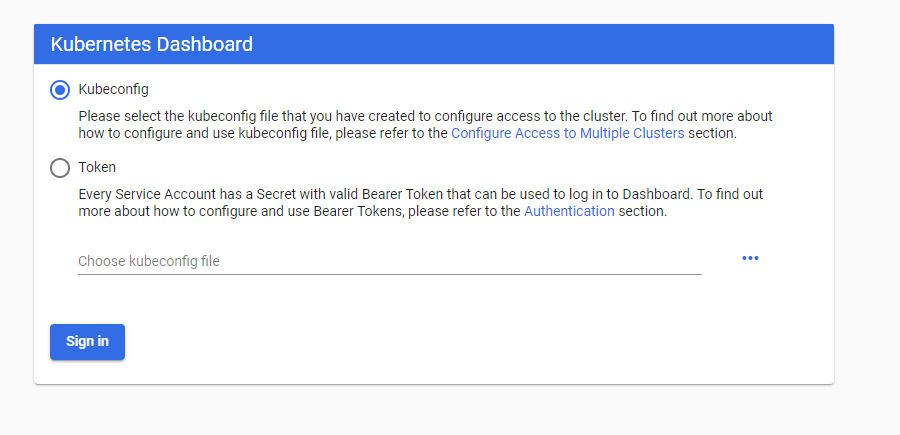 Kubernetes Dashboard
Kubeconfig
Please select the kubeconfig file that you have created to configure access to the cluster. To find out more about
how to configure and use kubeconfig file, please refer to the Configure Access to Multiple Clusters section.
Token
Every Service Account has a Secret with valid Bearer Token that can be used to log in to Dashboard. To find out
more about how to configure and use Bearer Tokens, please refer to the Authentication section.
Choose kubeconfig file
Sign in